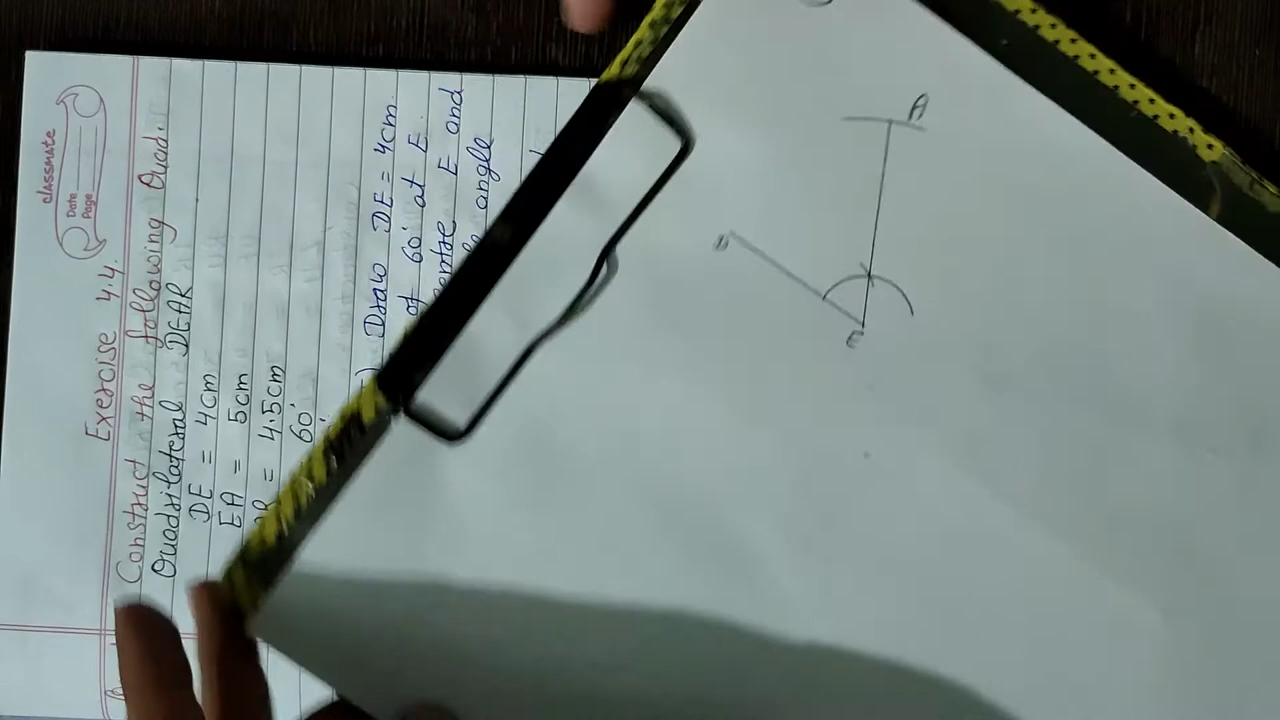 classmate
Date
Page
Exercise 4.4.
Construct the following Quad.
Quadrilateral DEAR
DE = 4cm
EA = 5cm
= 4.5cm
60°
Draw DE = 4cm.
of 60° at E.
E and
angle
A
D
E